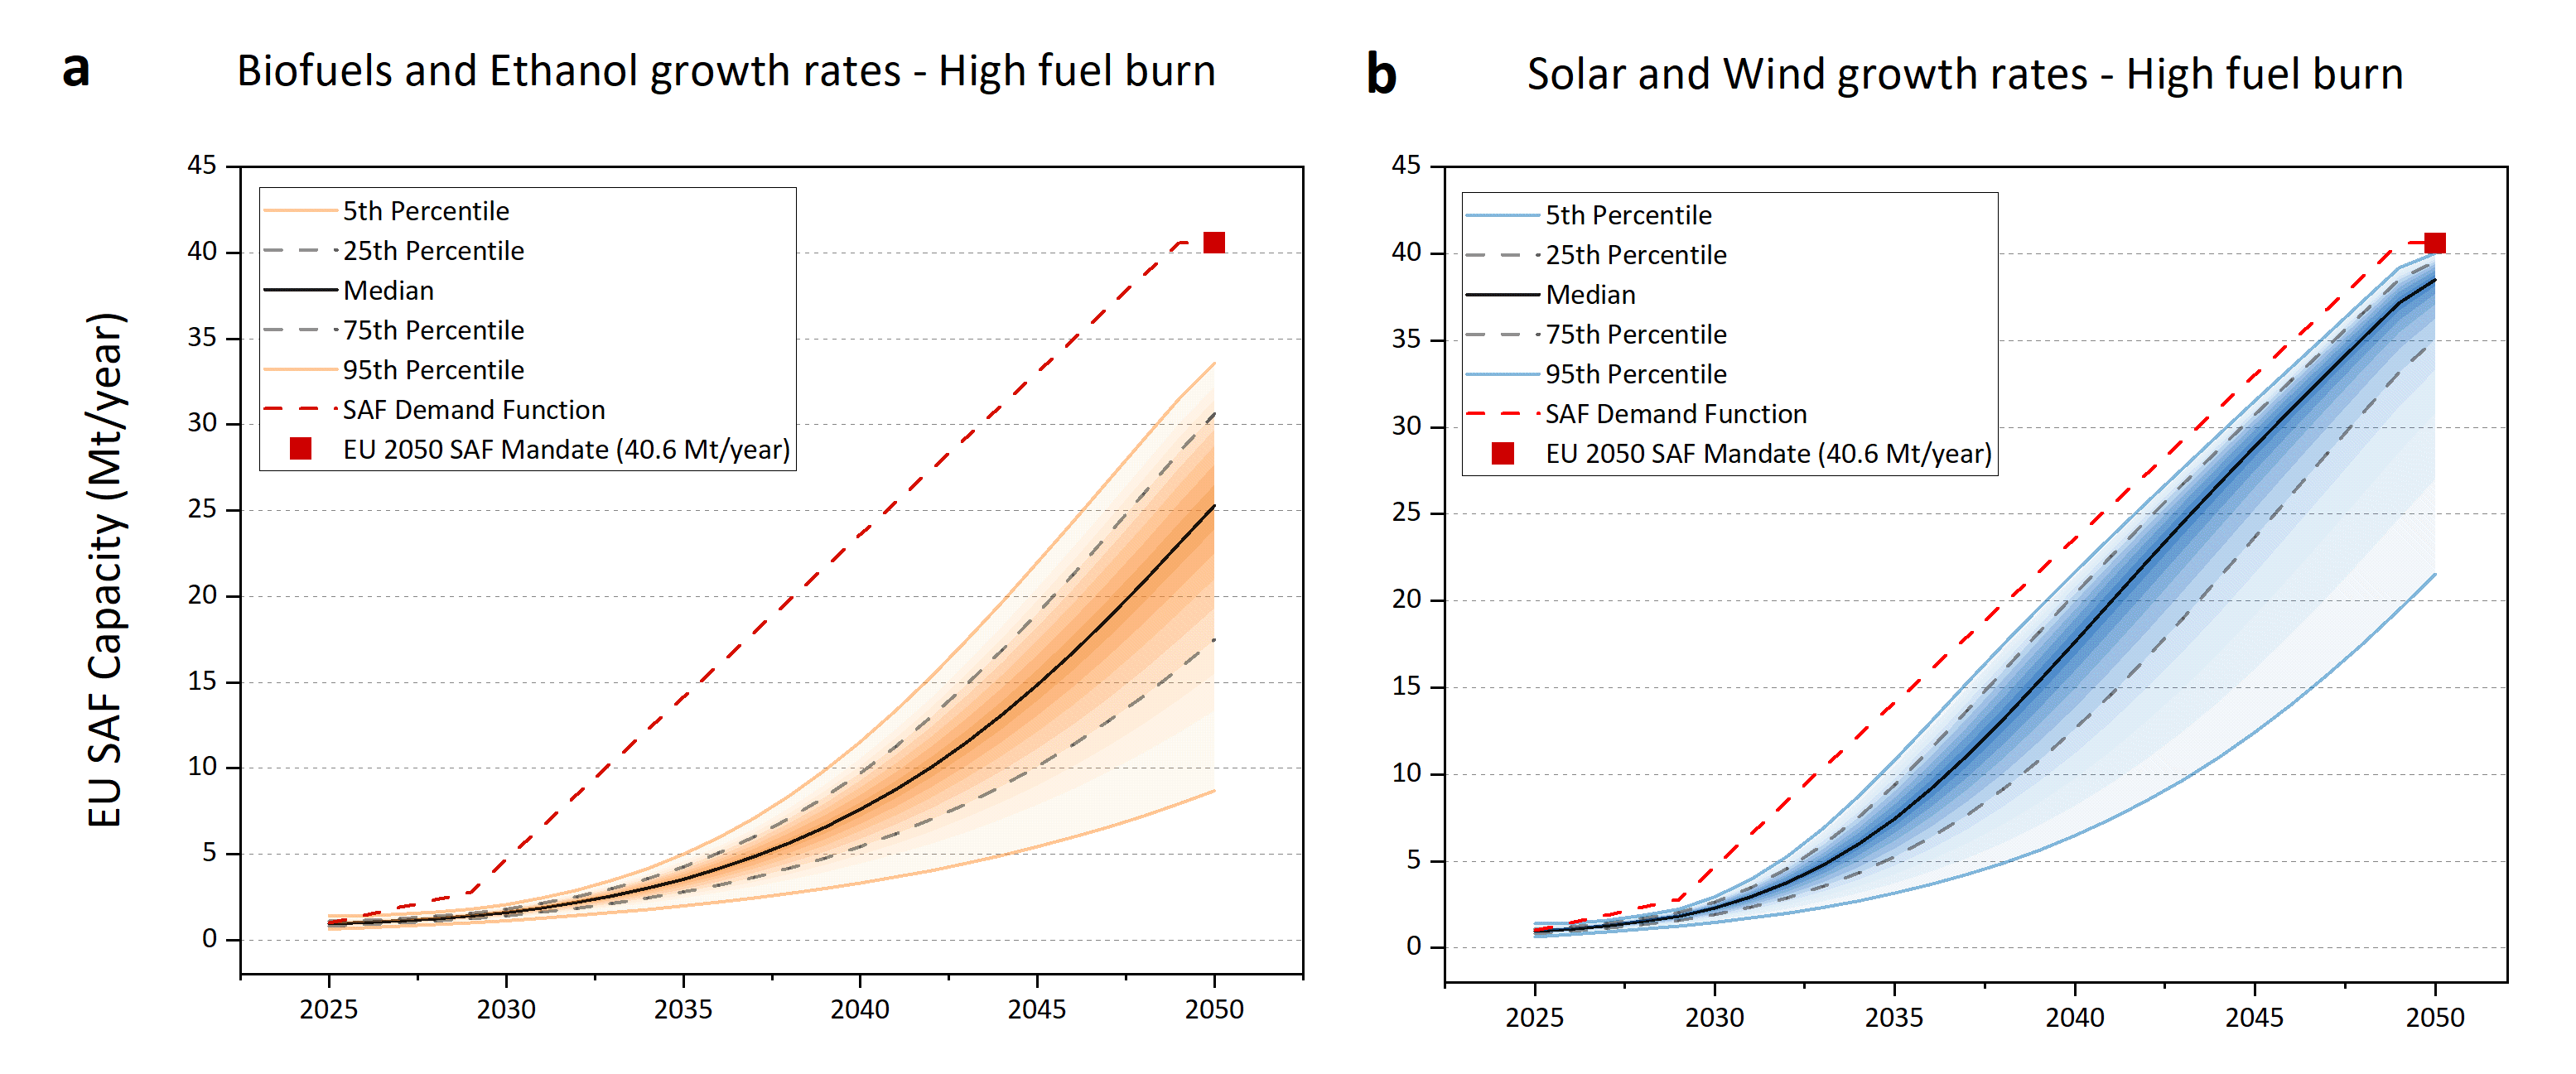 a
Biofuels and Ethanol growth rates - High fuel burn
EU SAF Capacity (Mt/year)
45
40
35
30
25
20
15
10
5
0
5th Percentile
25th Percentile
Median
75th Percentile
95th Percentile
SAF Demand Function
EU 2050 SAF Mandate (40.6 Mt/year)
2025 2030 2035 2040 2045 2050
b
Solar and Wind growth rates - High fuel burn
45
40
35
30
25
20
15
10
5
0
5th Percentile
25th Percentile
Median
75th Percentile
95th Percentile
SAF Demand Function
EU 2050 SAF Mandate (40.6 Mt/year)
2025 2030 2035 2040 2045 2050